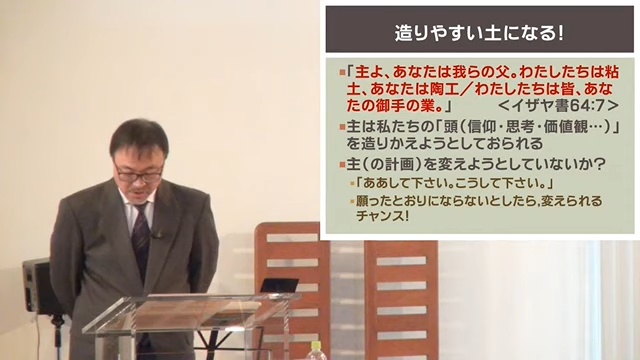 造りやすい土になる!
「主よ、あなたは我らの父。わたしたちは粘
土、あなたは陶工／わたしたちは皆、あな
たの御手の業。」 <イザヤ書64:7>
主は私たちの「頭(信仰・思考・価値観…)」
を造りかえようとしておられる
主(の計画)を変えようとしていないか?
「ああして下さい。こうして下さい。」
願ったとおりにならないとしたら,変えられる
チャンス!